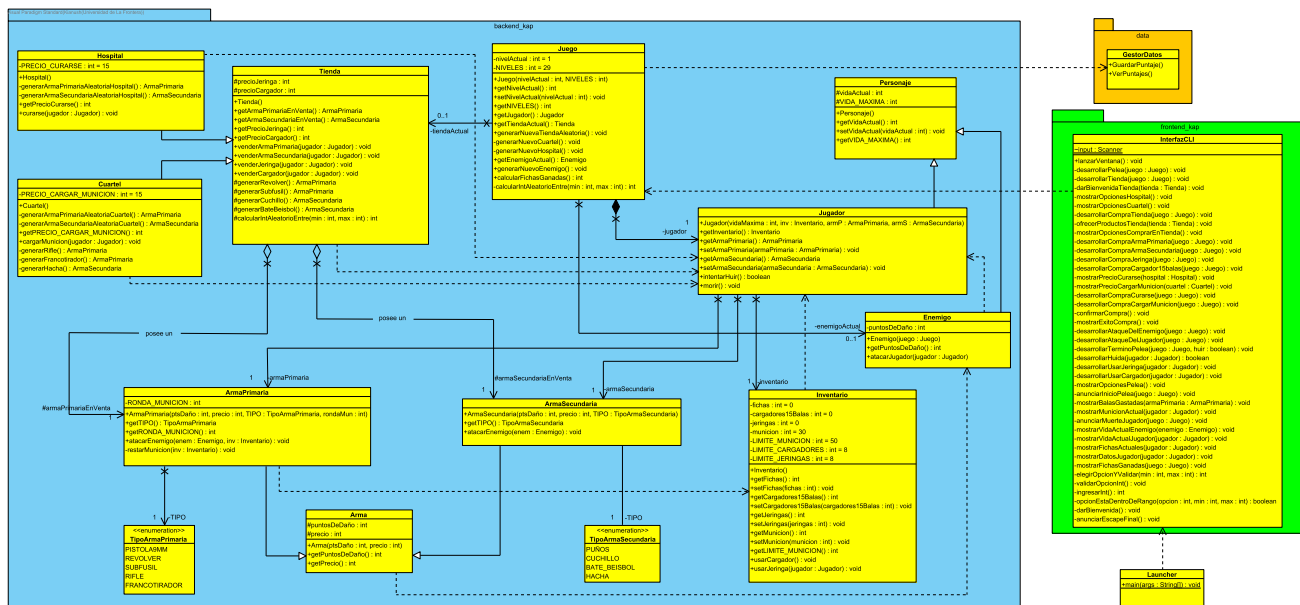 Visual Paradigm Standard(Konrado(Universidad de La Frontera))
backend_kap
Hospital
-PRECIO_CURARSE : int = 15
+Hospital()
-generarArmaPrimariaAleatoriaHospital() : ArmaPrimaria
-generarArmaSecundariaAleatoriaHospital() : ArmaSecundaria
+getPrecioCurarse() : int
+curarse(jugador : Jugador) : void
Cuartel
-PRECIO_CARGAR_MUNICION : int = 15
+Cuartel()
-generarArmaPrimariaAleatoriaCuartel() : ArmaPrimaria
-generarArmaSecundariaAleatoriaCuartel() : ArmaSecundaria
+getPRECIO_CARGAR_MUNICION() : int
+cargarMunicion(jugador : Jugador) : void
-generarRifle() : ArmaPrimaria
-generarFrancotirador() : ArmaPrimaria
-generarHacha() : ArmaSecundaria
Tienda
#precioJeringa : int
#precioCargador : int
+Tienda()
+getArmaPrimariaEnVenta() : ArmaPrimaria
+getArmaSecundariaEnVenta() : ArmaSecundaria
+getPrecioJeringa() : int
+getPrecioCargador() : int
+venderArmaPrimaria(jugador : Jugador) : void
+venderArmaSecundaria(jugador : Jugador) : void
+venderJeringa(jugador : Jugador) : void
+venderCargador(jugador : Jugador) : void
#generarRevolver() : ArmaPrimaria
#generarSubfusil() : ArmaPrimaria
#generarCuchillo() : ArmaSecundaria
#generarBateBeisbol() : ArmaSecundaria
#calcularIntAleatorioEntre(min : int, max : int) : int
Juego
-nivelActual : int = 1
-NIVELES : int = 29
+Juego(nivelActual : int, NIVELES : int)
+getNivelActual() : int
+setNivelActual(nivelActual : int) : void
+getNIVELES() : int
+getJugador() : Jugador
+getTiendaActual() : Tienda
+generarNuevaTiendaAleatoria() : void
-generarNuevoCuartel() : void
-generarNuevoHospital() : void
+getEnemigoActual() : Enemigo
+generarNuevoEnemigo() : void
+calcularFichasGanadas() : int
-calcularIntAleatorioEntre(min : int, max : int) : int
0..1
-tiendaActual
Personaje
#vidaActual : int
#VIDA_MAXIMA : int
+Personaje()
+getVidaActual() : int
+setVidaActual(vidaActual : int) : void
+getVIDA_MAXIMA() : int
1
-jugador
Jugador
+Jugador(vidaMaxima : int, inv : Inventario, armP : ArmaPrimaria, armS : ArmaSecundaria)
+getInventario() : Inventario
+getArmaPrimaria() : ArmaPrimaria
+setArmaPrimaria(armaPrimaria : ArmaPrimaria) : void
+getArmaSecundaria() : ArmaSecundaria
+setArmaSecundaria(armaSecundaria : ArmaSecundaria) : void
+intentarHuir() : boolean
+morir() : void
-enemigoActual
0..1
Enemigo
-puntosDeDaño : int
+Enemigo(juego : Juego)
+getPuntosDeDaño() : int
+atacarJugador(jugador : Jugador)
posee un
posee un
#armaPrimariaEnVenta
1
1
-armaPrimaria
1
#armaSecundariaEnVenta
1
-armaSecundaria
1
-inventario
ArmaPrimaria
-RONDA_MUNICION : int
+ArmaPrimaria(ptsDaño : int, precio : int, TIPO : TipoArmaPrimaria, rondaMun : int)
+getTIPO() : TipoArmaPrimaria
+getRONDA_MUNICION() : int
+atacarEnemigo(enem : Enemigo, inv : Inventario) : void
-restarMunicion(inv : Inventario) : void
ArmaSecundaria
+ArmaSecundaria(ptsDaño : int, precio : int, TIPO : TipoArmaSecundaria)
+getTIPO() : TipoArmaSecundaria
+atacarEnemigo(enem : Enemigo) : void
Inventario
-fichas : int = 0
-cargadores15Balas : int = 0
-jeringas : int = 0
-municion : int = 30
-LIMITE_MUNICION : int = 50
-LIMITE_CARGADORES : int = 8
-LIMITE_JERINGAS : int = 8
+Inventario()
+getFichas() : int
+setFichas(fichas : int) : void
+getCargadores15Balas() : int
+setCargadores15Balas(cargadores15Balas : int) : void
+getJeringas() : int
+setJeringas(jeringas : int) : void
+getMunicion() : int
+setMunicion(municion : int) : void
+getLIMITE_MUNICION() : int
+usarCargador() : void
+usarJeringa(jugador : Jugador) : void
1
-TIPO
<<enumeration>>
TipoArmaPrimaria
PISTOLA9MM
REVOLVER
SUBFUSIL
RIFLE
FRANCOTIRADOR
Arma
#puntosDeDaño : int
#precio : int
+Arma(ptsDaño : int, precio : int)
+getPuntosDeDaño() : int
+getPrecio() : int
1
-TIPO
<<enumeration>>
TipoArmaSecundaria
PUÑOS
CUCHILLO
BATE_BEISBOL
HACHA
data
GestorDatos
+GuardarPuntaje()
+VerPuntajes()
frontend_kap
InterfazCLI
-input : Scanner
+lanzarVentana() : void
-desarrollarPelea(juego : Juego) : void
-desarrollarTienda(juego : Juego) : void
-darBienvenidaTienda(tienda : Tienda) : void
-mostrarOpcionesHospital() : void
-mostrarOpcionesCuartel() : void
-desarrollarCompraTienda(juego : Juego) : void
-ofrecerProductosTienda(tienda : Tienda) : void
-mostrarOpcionesComprarEnTienda() : void
-desarrollarCompraArmaPrimaria(juego : Juego) : void
-desarrollarCompraArmaSecundaria(juego : Juego) : void
-desarrollarCompraJeringa(juego : Juego) : void
-desarrollarCompraCargador15balas(juego : Juego) : void
-mostrarPrecioCurarse(hospital : Hospital) : void
-mostrarPrecioCargarMunicion(cuartel : Cuartel) : void
-desarrollarCompraCurarse(juego : Juego) : void
-desarrollarCompraCargarMunicion(juego : Juego) : void
-confirmarCompra() : void
-mostrarExitoCompra() : void
-desarrollarAtaqueDelEnemigo(juego : Juego) : void
-desarrollarAtaqueDeJugador(juego : Juego) : void
-desarrollarTerminoPelea(juego : Juego, huir : boolean) : void
-desarrollarHuida(jugador : Jugador) : boolean
-desarrollarUsarJeringa(jugador : Jugador) : void
-desarrollarUsarCargador(jugador : Jugador) : void
-mostrarOpcionesPelea() : void
-anunciarInicioPelea(juego : Juego) : void
-mostrarBalasGastadas(armaPrimaria : ArmaPrimaria) : void
-mostrarMunicionActual(jugador : Jugador) : void
-anunciarMuerteJugador(juego : Juego) : void
-mostrarVidaActualEnemigo(enemigo : Enemigo) : void
-mostrarVidaActualJugador(jugador : Jugador) : void
-mostrarFichasActuales(jugador : Jugador) : void
-mostrarDatosJugador(jugador : Jugador) : void
-mostrarFichasGanadas(juego : Juego) : void
-elegirOpcionYValidar(min : int, max : int) : int
-validarOpcionInt() : int
-ingresarInt() : int
-opcionEstaDentroDeRango(opcion : int, min : int, max : int) : boolean
-darBienvenida() : void
-anunciarEscapeFinal() : void
Launcher
+main(args : String[]) : void